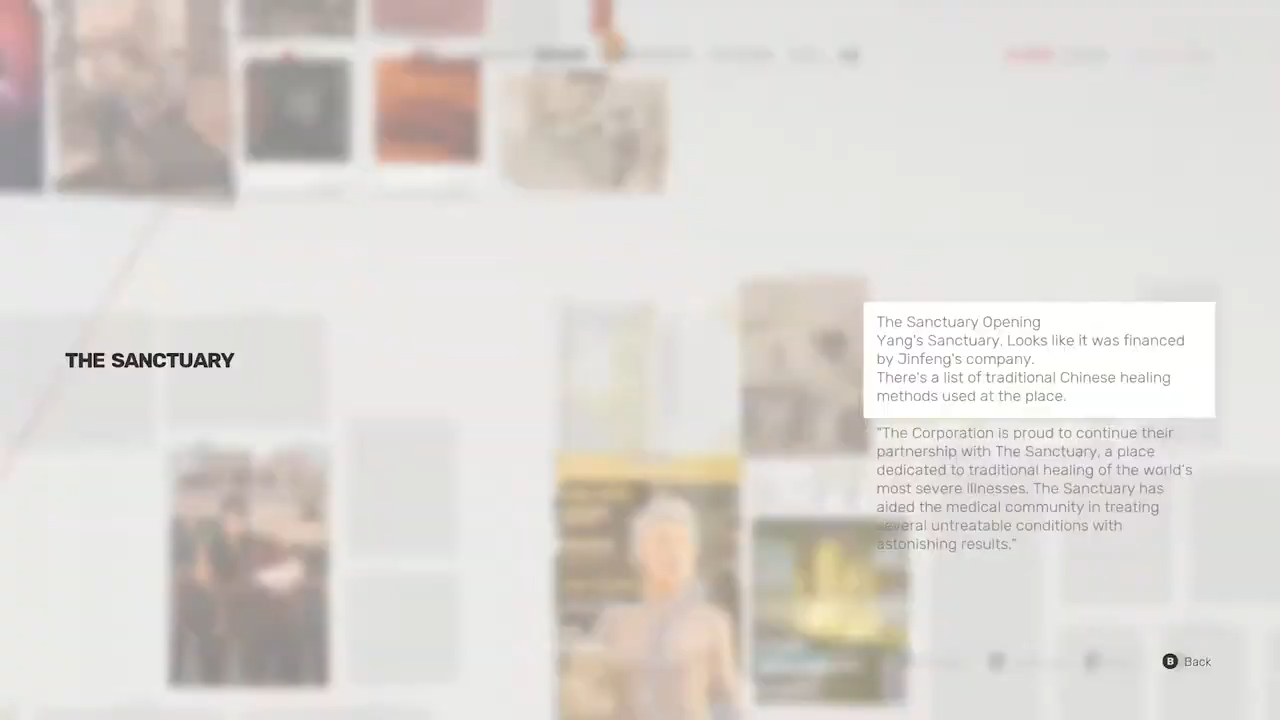 THE SANCTUARY
The Sanctuary Opening
Yang's Sanctuary. Looks like it was financed
by Jinfeng's company.
There's a list of traditional Chinese healing
methods used at the place.
"The Corporation is proud to continue their
partnership with The Sanctuary, a place
dedicated to traditional healing of the world's
most severe Illnesses. The Sanctuary has
aided the medical community in treating
several untreatable conditions with
astonishing results."
B Back